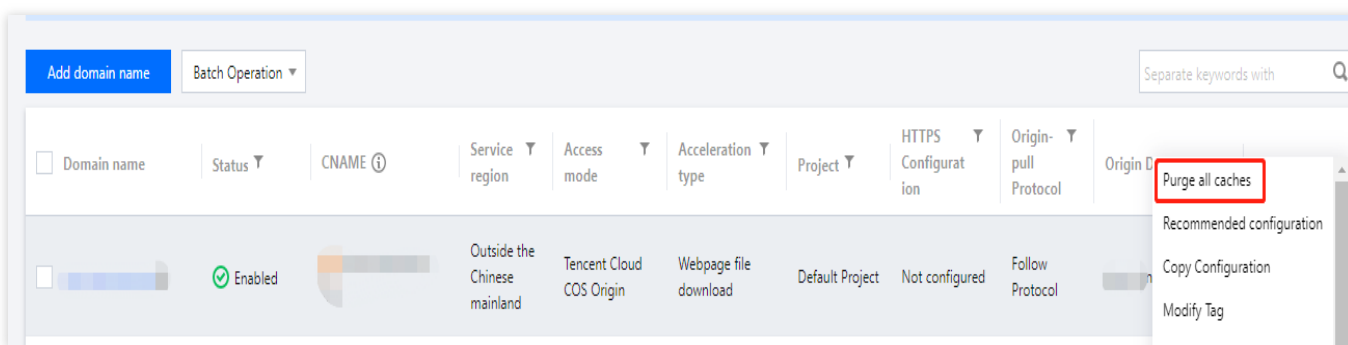 Add domain name
Batch Operation
Separate keywords with
Domain name
Status
CNAME
Service
region
Access
mode
Acceleration
type
Project
HTTPS
Configurat
ion
Origin-
pull
Protocol
Origin D
Purge all caches
Recommended configuration
Copy Configuration
Modify Tag
Enabled
Outside the
Chinese
mainland
Tencent Cloud
COS Origin
Webpage file
download
Default Project
Not configured
Follow
Protocol